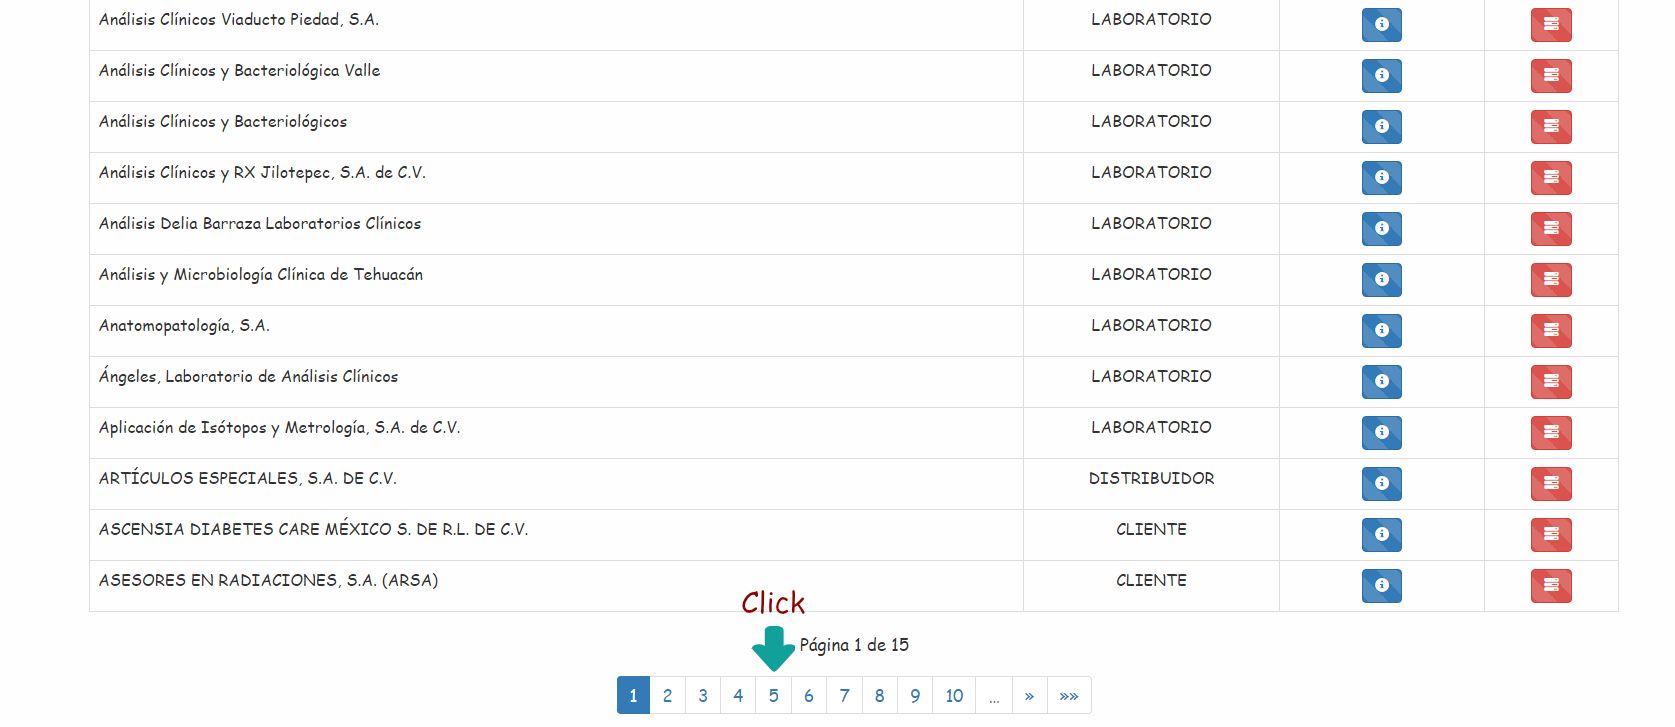 Análisis Clínicos Viaducto Piedad, S.A. LABORATORIO
Análisis Clínicos y Bacteriológica Valle LABORATORIO
Análisis Clínicos y Bacteriológicos LABORATORIO
Análisis Clínicos y RX Jilotepec, S.A. de C.V. LABORATORIO
Análisis Delia Barraza Laboratorios Clínicos LABORATORIO
Análisis y Microbiología Clínica de Tehuacán LABORATORIO
Anatomopatología, S.A. LABORATORIO
Ángeles, Laboratorio de Análisis Clínicos LABORATORIO
Aplicación de Isótopos y Metrología, S.A. de C.V. LABORATORIO
ARTÍCULOS ESPECIALES, S.A. DE C.V. DISTRIBUIDOR
ASCENSIA DIABETES CARE MÉXICO S. DE R.L. DE C.V. CLIENTE
ASESORES EN RADIACIONES, S.A. (ARSA) CLIENTE
Click
Página 1 de 15
1 2 3 4 5 6 7 8 9 10 ... » »»